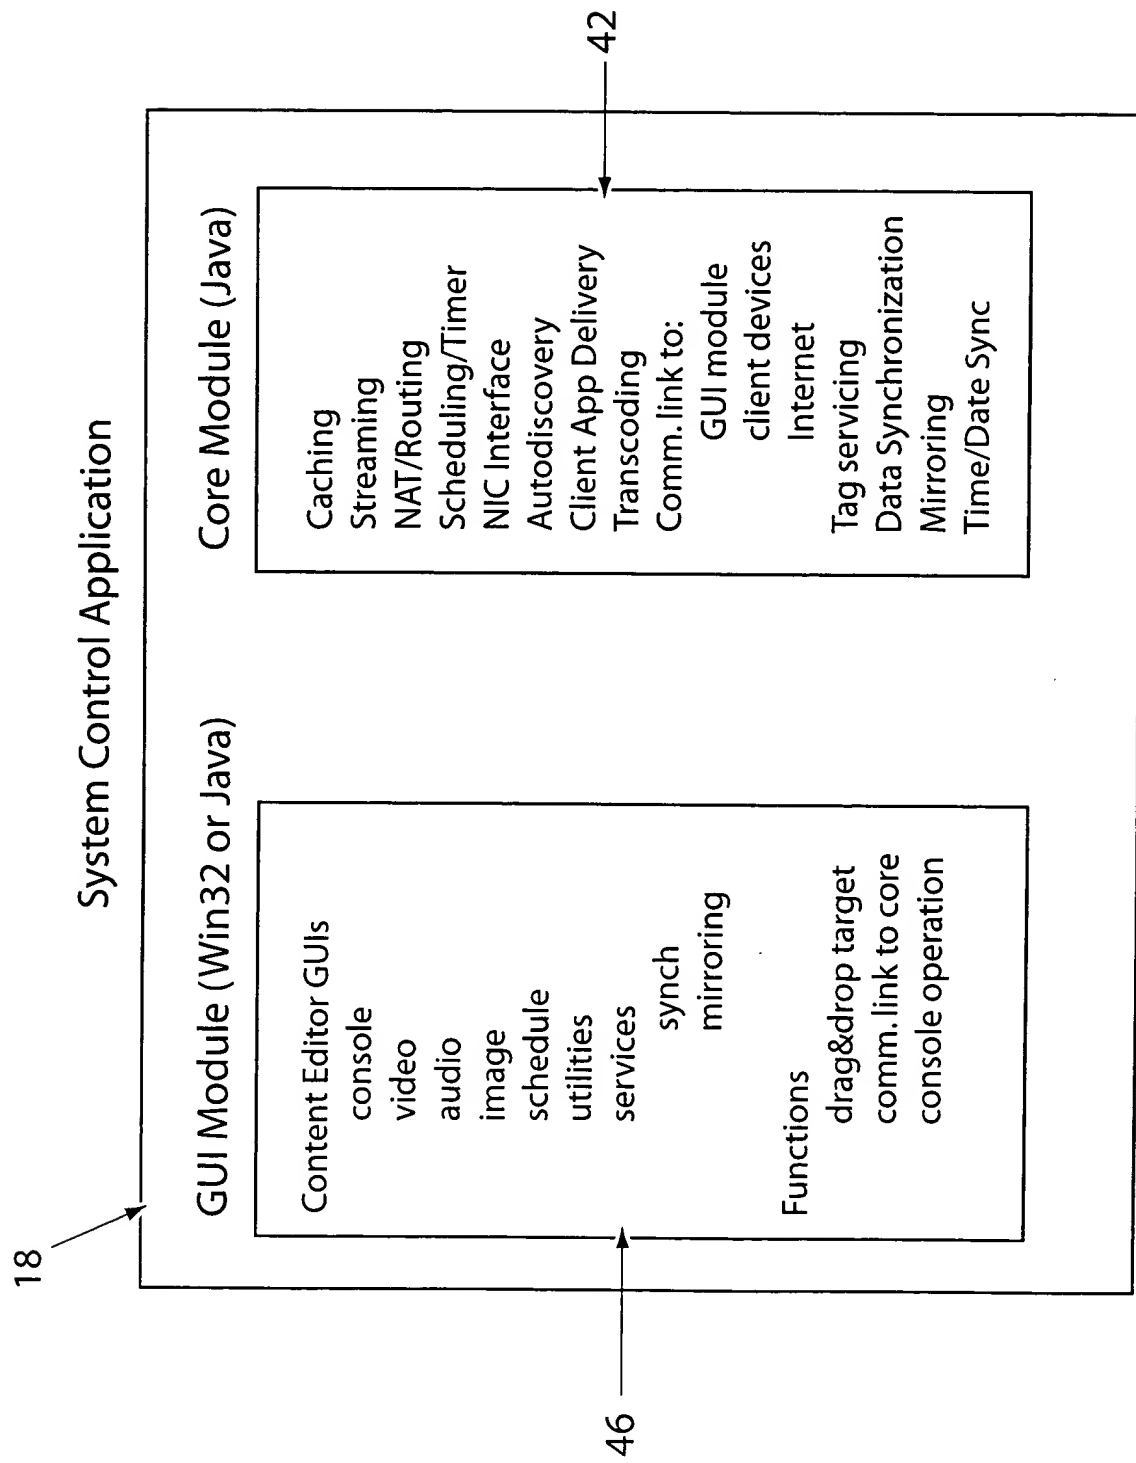 System Control Application
18
GUI Module (Win32 or Java)
Content Editor GUIs
console
video
audio
image
schedule
utilities
services
synch
mirroring
Functions
drag&drop target
comm. link to core
console operation
46
Core Module (Java)
Caching
Streaming
NAT/Routing
Scheduling/Timer
NIC Interface
Autodiscovery
Client App Delivery
Transcoding
Comm. link to:
GUI module
client devices
Internet
Tag servicing
Data Synchronization
Mirroring
Time/Date Sync
42